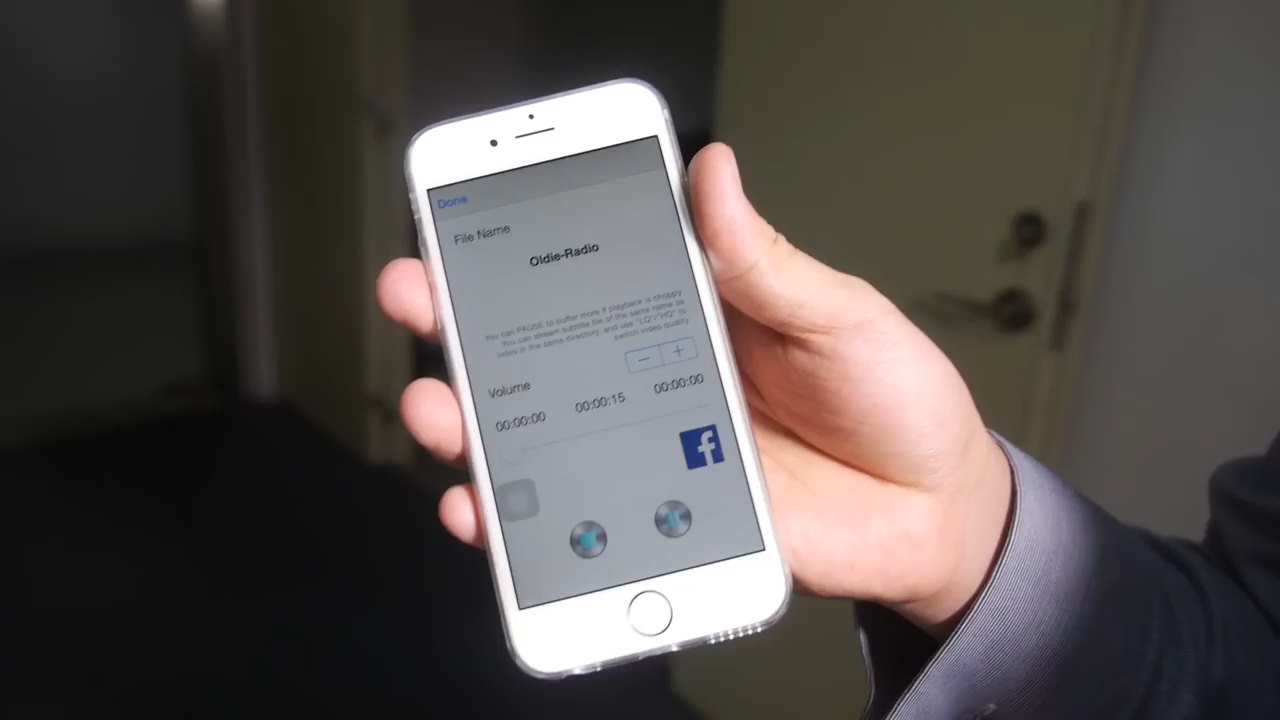 Done
File Name
Oldie-Radio
You can PAUSE to buffer more if playback is choppy
You can stream subtitle file of the same name as
video in the same directory, and use "LQ"/"HQ" to
switch video quality
− +
Volume
00:00:00 00:00:15 00:00:00
f